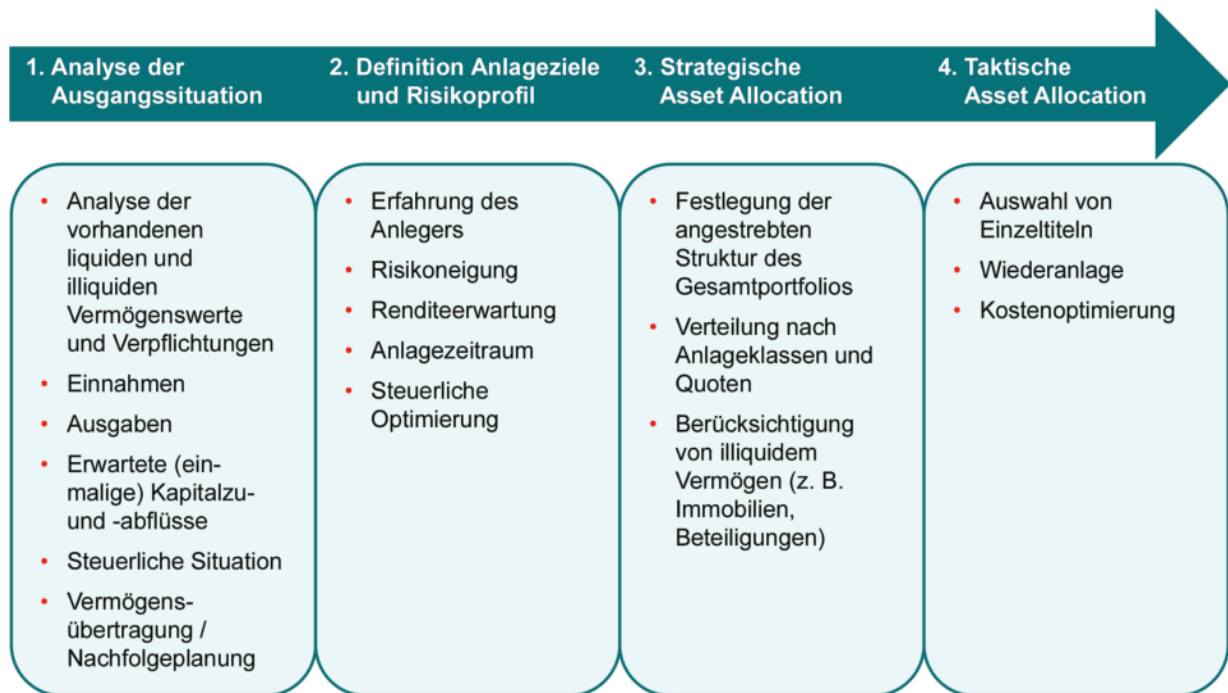 1. Analyse der
Ausgangssituation
2. Definition Anlageziele
und Risikoprofil
3. Strategische
Asset Allocation
4. Taktische
Asset Allocation
• Analyse der
vorhandenen
liquiden und
illiquiden
Vermögenswerte
und Verpflichtungen
• Einnahmen
• Ausgaben
• Erwartete (ein-
malige) Kapitalzu-
und -abflüsse
• Steuerliche Situation
• Vermögens-
übertragung /
Nachfolgeplanung
• Erfahrung des
Anlegers
• Risikoneigung
• Renditeerwartung
• Anlagezeitraum
• Steuerliche
Optimierung
• Festlegung der
angestrebten
Struktur des
Gesamtportfolios
• Verteilung nach
Anlageklassen und
Quoten
• Berücksichtigung
von illiquidem
Vermögen (z. B.
Immobilien,
Beteiligungen)
• Auswahl von
Einzeltiteln
• Wiederanlage
• Kostenoptimierung